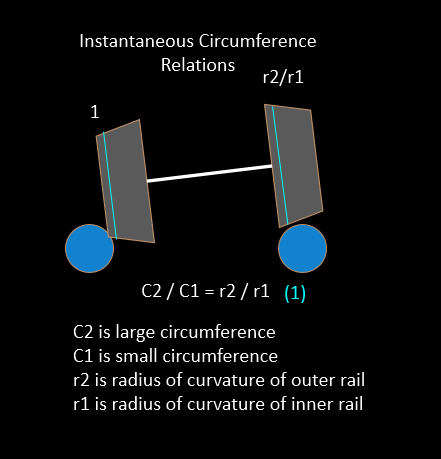 Instantaneous Circumference
Relations
r2/r1
1
C2 / C1 = r2 / r1 (1)
C2 is large circumference
C1 is small circumference
r2 is radius of curvature of outer rail
r1 is radius of curvature of inner rail